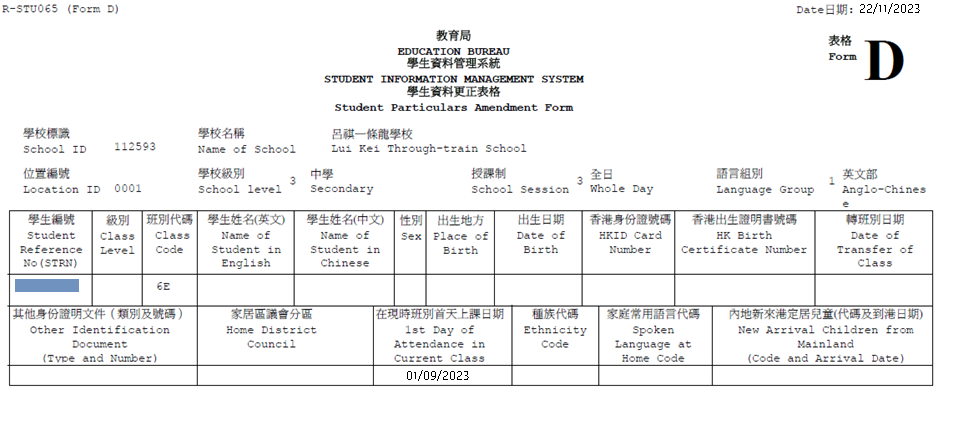 R-STU065 (Form D)
Date日期: 22/11/2023
教育局
EDUCATION BUREAU
學生資料管理系統
STUDENT INFORMATION MANAGEMENT SYSTEM
學生資料更正表格
Student Particulars Amendment Form
表格
Form D
學校標識 學校名稱 呂祺一條龍學校
School ID 112593 Name of School Lui Kei Through-train School
位置編號 學校級別 中學 授課制 全日 語言組別 英文部
Location ID 0001 School level 3 Secondary School Session 3 Whole Day Language Group 1 Anglo-Chines
e
學生編號 級別 班別代碼 學生姓名(英文) 學生姓名(中文) 性別 出生地方 出生日期 香港身份證號碼 香港出生證明書號碼 轉班別日期
Student Class Class Name of Name of Sex Place of Date of HKID Card HK Birth Date of
Reference Level Code Student in Student in Birth Birth Number Certificate Number Transfer of
No(STRN) English Chinese Class
6E
其他身份證明文件(類別及號碼) 家居區議會分區 在現時班別首天上課日期 種族代碼 家庭常用語言代碼 內地新來港定居兒童(代碼及到港日期)
Other Identification Home District 1st Day of Ethnicity Spoken New Arrival Children from
Document Council Attendance in Code Language at Mainland
(Type and Number) Current Class Home Code (Code and Arrival Date)
01/09/2023